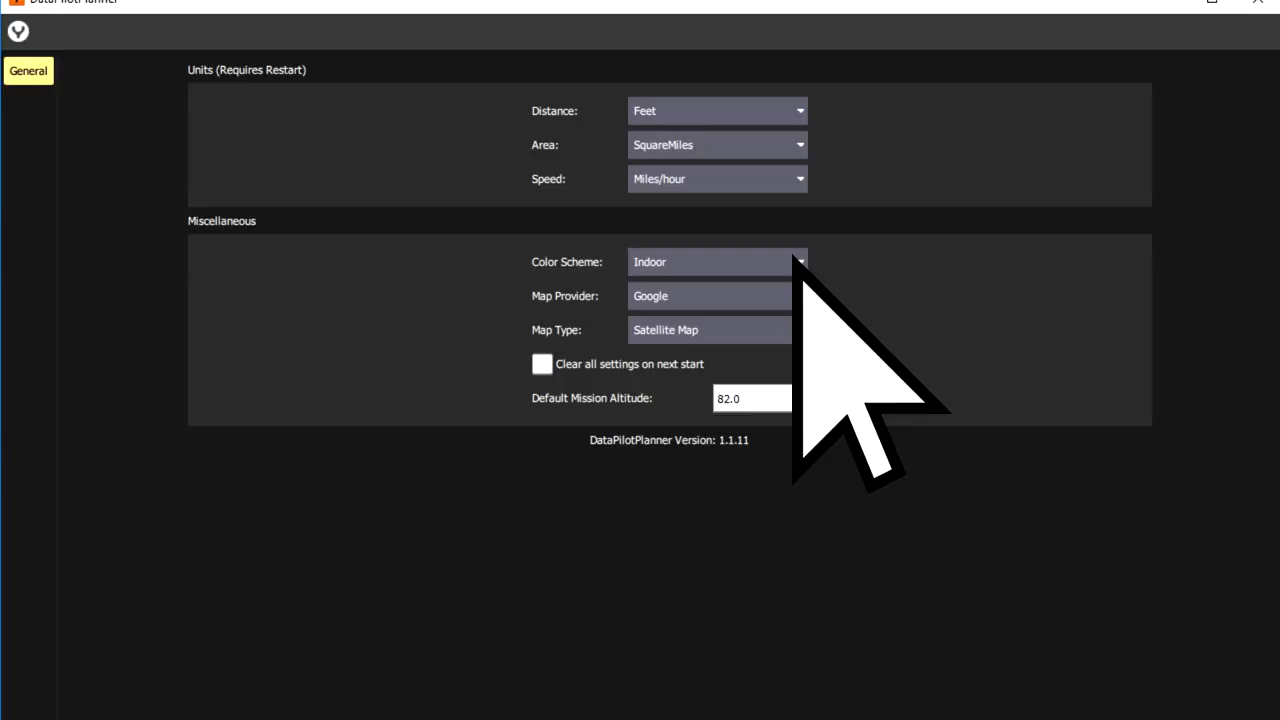 DataPilotPlanner
General
Units (Requires Restart)
Distance: Feet
Area: SquareMiles
Speed: Miles/hour
Miscellaneous
Color Scheme: Indoor
Map Provider: Google
Map Type: Satellite Map
Clear all settings on next start
Default Mission Altitude: 82.0
DataPilotPlanner Version: 1.1.11